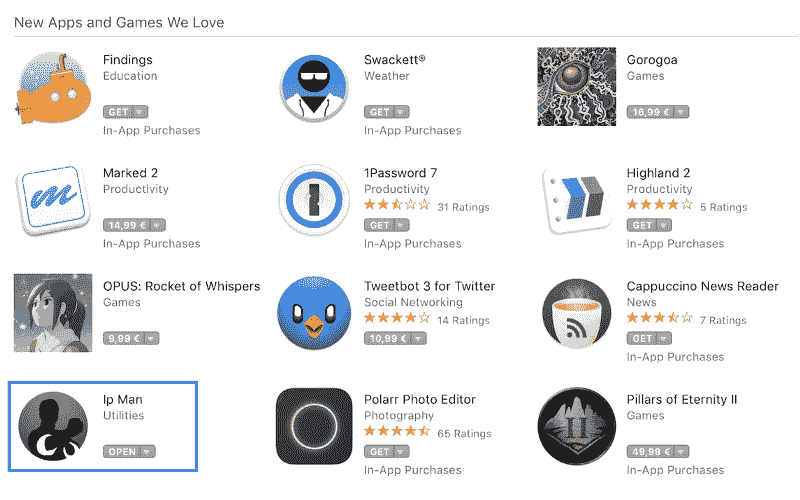 New Apps and Games We Love
Findings
Education
GET
In-App Purchases
Swackett®
Weather
GET
In-App Purchases
Gorogoa
Games
16,99 €
Marked 2
Productivity
14,99 €
In-App Purchases
1Password 7
Productivity
31 Ratings
GET
In-App Purchases
Highland 2
Productivity
5 Ratings
GET
In-App Purchases
OPUS: Rocket of Whispers
Games
9,99 €
Tweetbot 3 for Twitter
Social Networking
14 Ratings
10,99 €
Cappuccino News Reader
News
7 Ratings
GET
In-App Purchases
Ip Man
Utilities
OPEN
Polarr Photo Editor
Photography
65 Ratings
GET
In-App Purchases
Pillars of Eternity II
Games
49,99 €
In-App Purchases